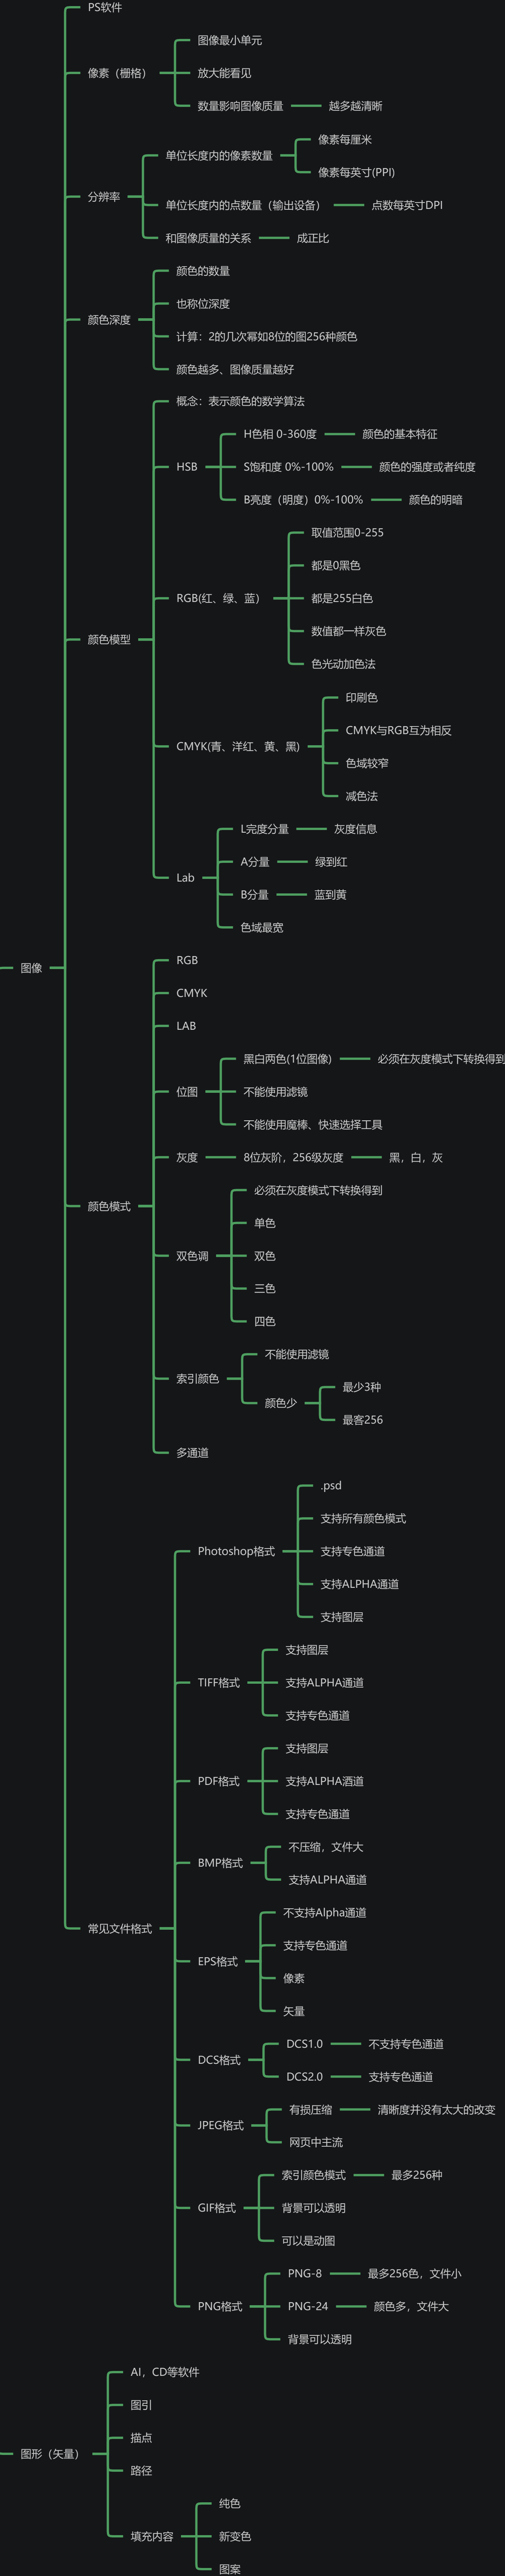 PS软件
图像最小单元
像素（栅格）
放大能看见
数量影响图像质量
越多越清晰
像素每厘米
单位长度内的像素数量
像素每英寸(PPI)
分辨率
单位长度内的点数量（输出设备）
点数每英寸DPI
和图像质量的关系
成正比
颜色的数量
也称位深度
颜色深度
计算：2的几次幂如8位的图256种颜色
颜色越多、图像质量越好
概念：表示颜色的数学算法
H色相 0-360度
颜色的基本特征
HSB
S饱和度 0%-100%
颜色的强度或者纯度
B亮度（明度）0%-100%
颜色的明暗
取值范围0-255
都是0黑色
RGB(红、绿、蓝）
都是255白色
数值都一样灰色
颜色模型
色光动加色法
印刷色
CMYK与RGB互为相反
CMYK(青、洋红、黄、黑)
色域较窄
减色法
L完度分量
灰度信息
A分量
绿到红
Lab
B分量
蓝到黄
色域最宽
RGB
图像
CMYK
LAB
黑白两色(1位图像)
必须在灰度模式下转换得到
位图
不能使用滤镜
不能使用魔棒、快速选择工具
灰度
8位灰阶，256级灰度
黑，白，灰
必须在灰度模式下转换得到
颜色模式
单色
双色调
双色
三色
四色
不能使用滤镜
索引颜色
最少3种
颜色少
最客256
多通道
.psd
支持所有颜色模式
Photoshop格式
支持专色通道
支持ALPHA通道
支持图层
支持图层
TIFF格式
支持ALPHA通道
支持专色通道
支持图层
PDF格式
支持ALPHA酒道
支持专色通道
不压缩，文件大
BMP格式
支持ALPHA通道
不支持Alpha通道
常见文件格式
支持专色通道
EPS格式
像素
矢量
DCS1.0
不支持专色通道
DCS格式
DCS2.0
支持专色通道
有损压缩
清晰度并没有太大的改变
JPEG格式
网页中主流
索引颜色模式
最多256种
GIF格式
背景可以透明
可以是动图
PNG-8
最多256色，文件小
PNG格式
PNG-24
颜色多，文件大
背景可以透明
AI，CD等软件
图引
描点
图形（矢量）
路径
纯色
填充内容
新变色
图案